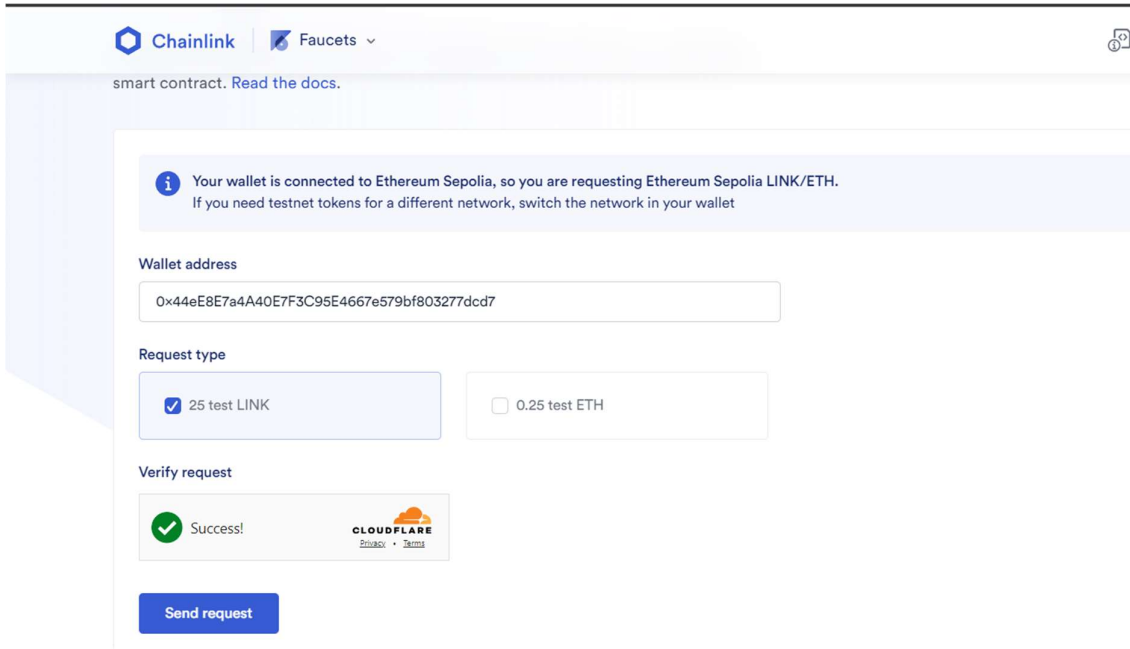 Chainlink Faucets
smart contract. Read the docs.
Your wallet is connected to Ethereum Sepolia, so you are requesting Ethereum Sepolia LINK/ETH.
If you need testnet tokens for a different network, switch the network in your wallet
Wallet address
0×44eE8E7a4A40E7F3C95E4667e579bf803277dcd7
Request type
25 test LINK
0.25 test ETH
Verify request
Success!
CLOUDFLARE
Privacy • Terms
Send request